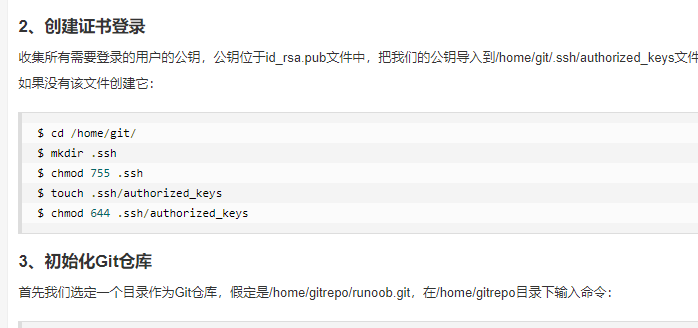 2、创建证书登录
收集所有需要登录的用户的公钥，公钥位于id_rsa.pub文件中，把我们的公钥导入到/home/git/.ssh/authorized_keys文件
如果没有该文件创建它：
$ cd /home/git/
$ mkdir .ssh
$ chmod 755 .ssh
$ touch .ssh/authorized_keys
$ chmod 644 .ssh/authorized_keys
3、初始化Git仓库
首先我们选定一个目录作为Git仓库，假定是/home/gitrepo/runoob.git，在/home/gitrepo目录下输入命令：